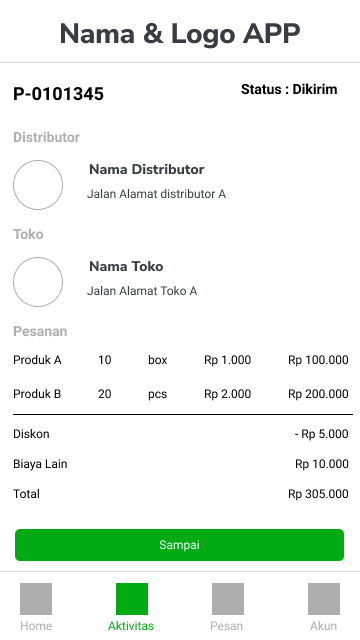 Nama & Logo APP
P-0101345 Status : Dikirim
Distributor
Nama Distributor
Jalan Alamat distributor A
Toko
Nama Toko
Jalan Alamat Toko A
Pesanan
Produk A 10 box Rp 1.000 Rp 100.000
Produk B 20 pcs Rp 2.000 Rp 200.000
Diskon - Rp 5.000
Biaya Lain Rp 10.000
Total Rp 305.000
Sampai
Home Aktivitas Pesan Akun